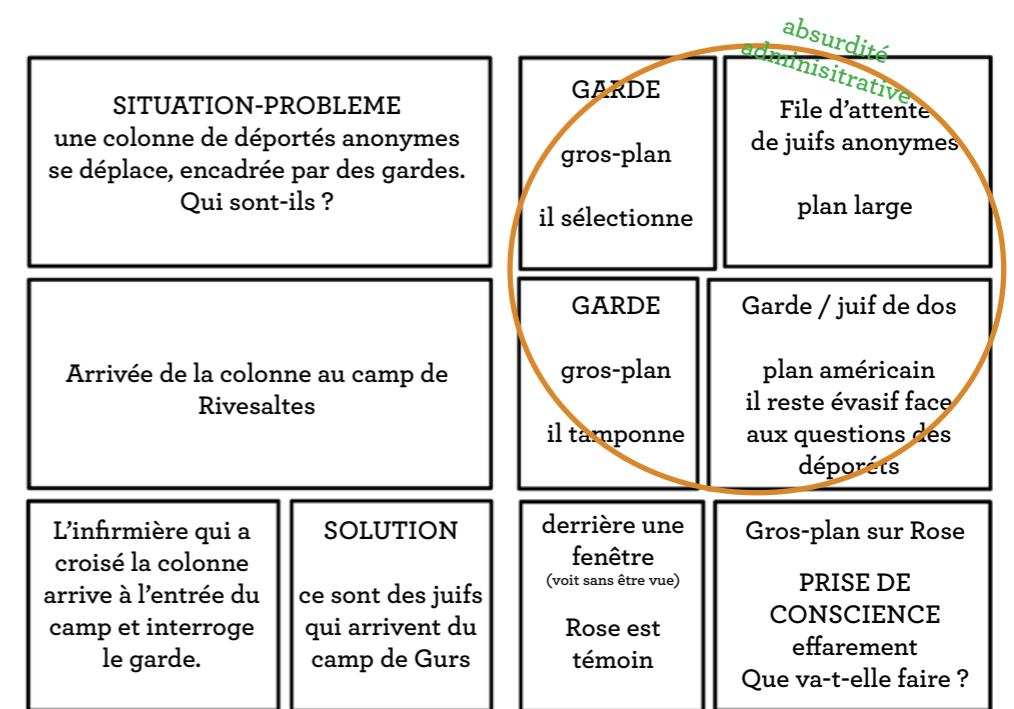 SITUATION-PROBLEME
une colonne de déportés anonymes
se déplace, encadrée par des gardes.
Qui sont-ils ?
Arrivée de la colonne au camp de
Rivesaltes
L'infirmière qui a
croisé la colonne
arrive à l'entrée du
camp et interroge
le garde.
SOLUTION
ce sont des juifs
qui arrivent du
camp de Gurs
absurdité
adminisitrative
GARDE
gros-plan
il sélectionne
File d'attente
de juifs anonymes
plan large
GARDE
gros-plan
il tamponne
Garde / juif de dos
plan américain
il reste évasif face
aux questions des
déporéts
derrière une
fenêtre
(voit sans être vue)
Rose est
témoin
Gros-plan sur Rose
PRISE DE
CONSCIENCE
effarement
Que va-t-elle faire ?